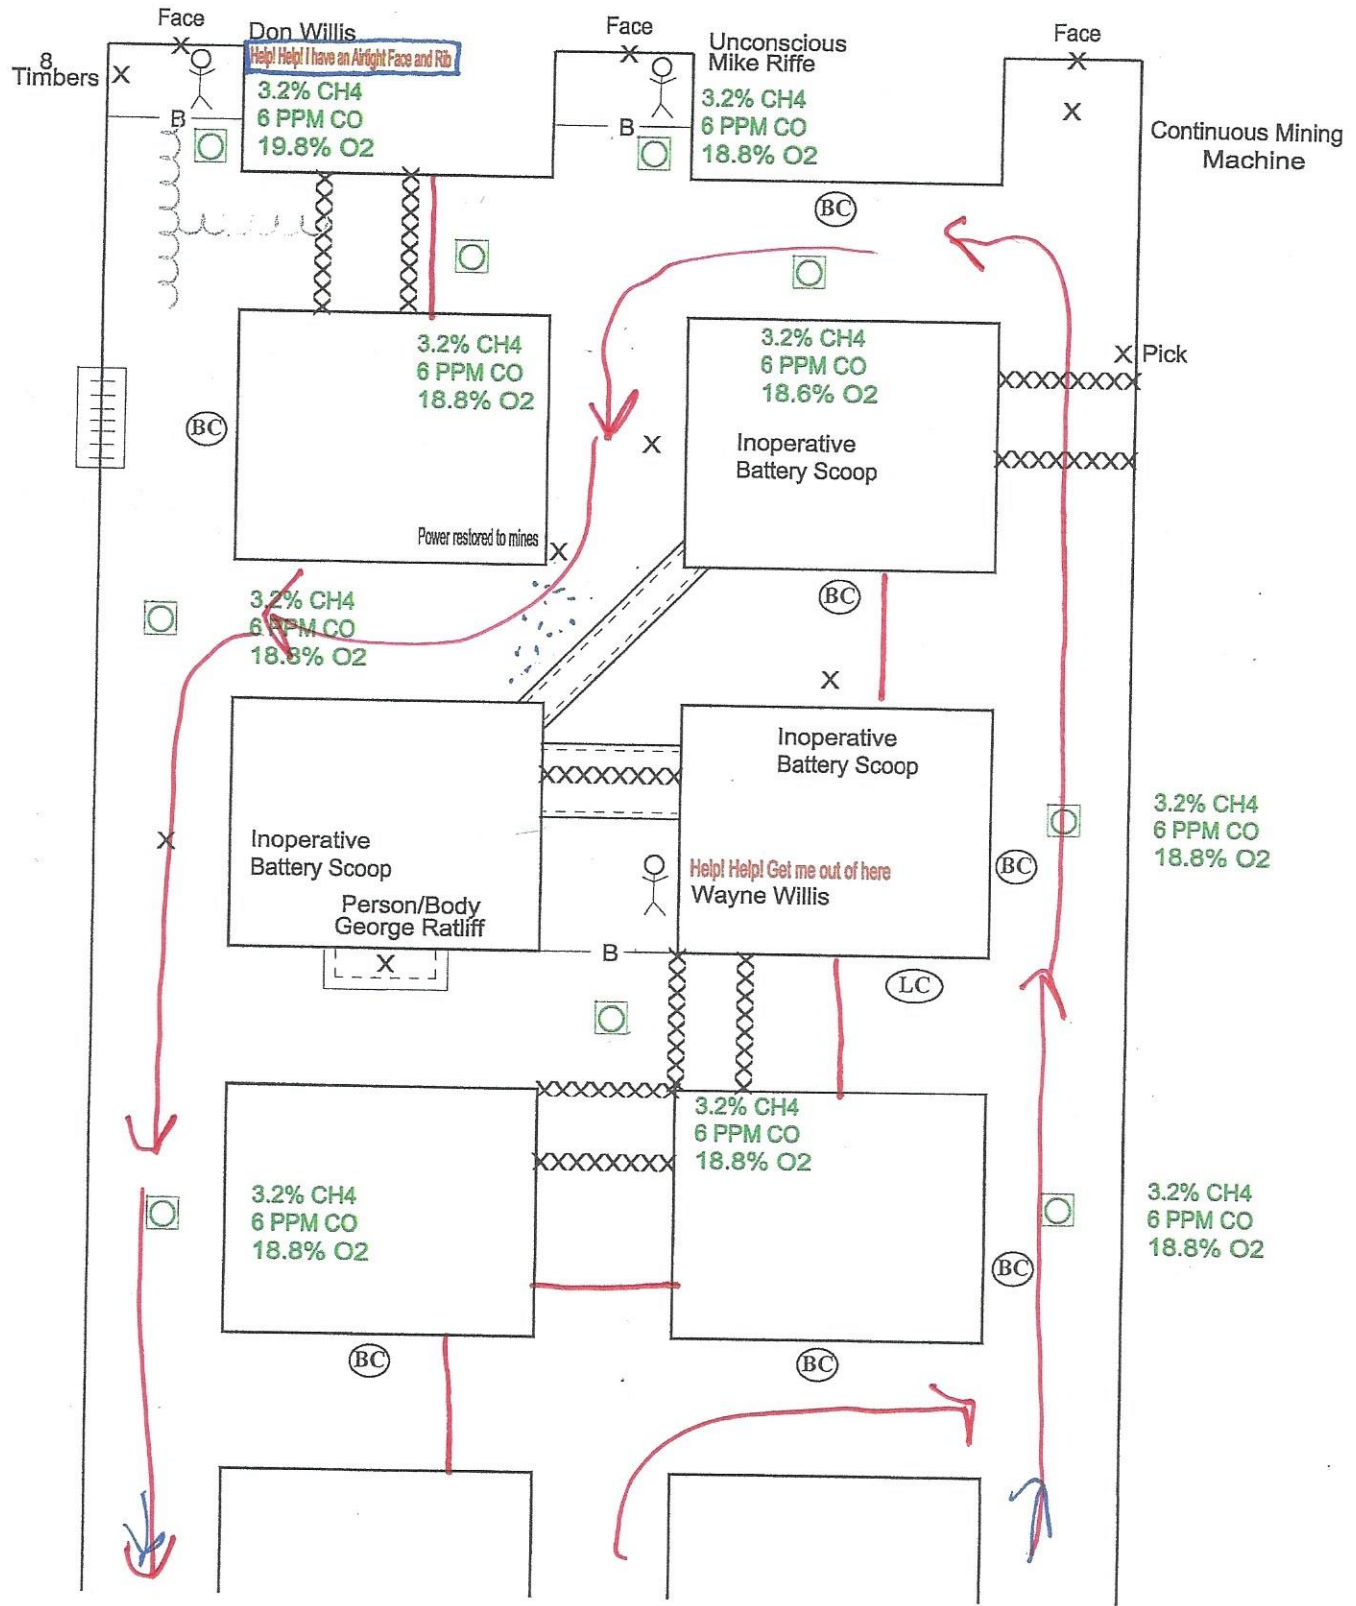 Face
Don Willis
Face
Unconscious
Mike Riffe
Face
8
Timbers
X
X
Help! Help! I have an Airtight Face and Rib
X
X
3.2% CH4
6 PPM CO
19.8% O2
3.2% CH4
6 PPM CO
18.8% O2
X
B
B
Continuous Mining
Machine
BC
3.2% CH4
6 PPM CO
18.8% O2
3.2% CH4
6 PPM CO
18.6% O2
X Pick
BC
X
Inoperative
Battery Scoop
Power restored to mines
X
BC
3.2% CH4
6 PPM CO
18.8% O2
X
Inoperative
Battery Scoop
3.2% CH4
6 PPM CO
18.8% O2
X
Inoperative
Battery Scoop
Help! Help! Get me out of here
Wayne Willis
BC
Person/Body
George Ratliff
X
B
LC
3.2% CH4
6 PPM CO
18.8% O2
3.2% CH4
6 PPM CO
18.8% O2
3.2% CH4
6 PPM CO
18.8% O2
BC
BC
BC